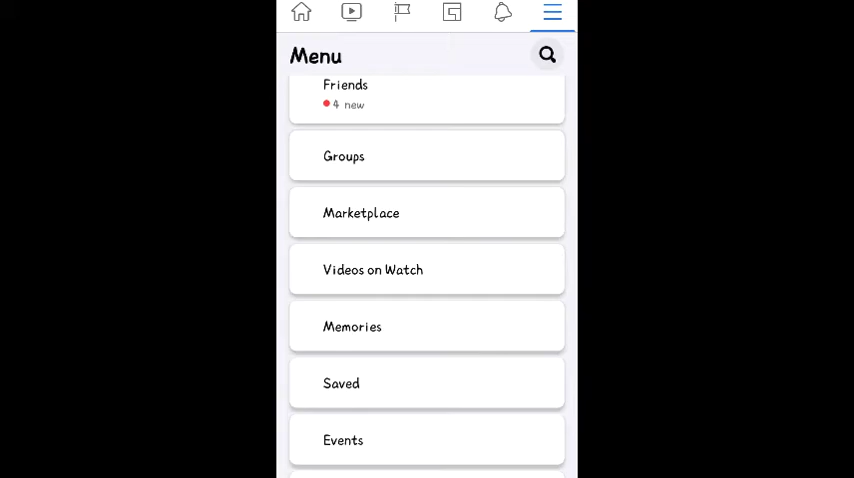 Menu
Friends
4 new
Groups
Marketplace
Videos on Watch
Memories
Saved
Events